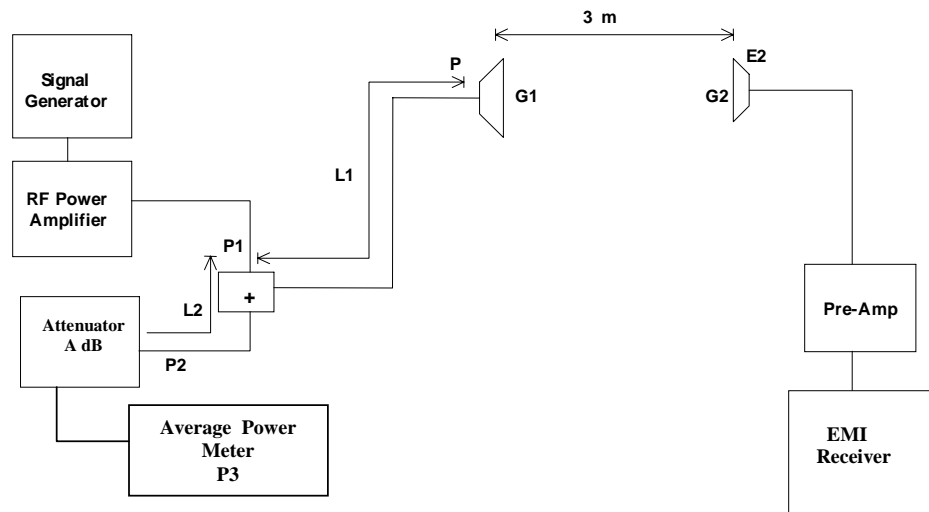 3 m
Signal
Generator
P
E2
G1
G2
L1
RF Power
Amplifier
P1
+
L2
Attenuator
A dB
P2
Pre-Amp
Average Power
Meter
P3
EMI
Receiver